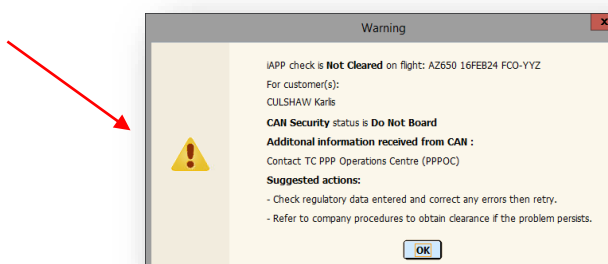 Warning
x
iAPP check is Not Cleared on flight: AZ650 16FEB24 FCO-YYZ
For customer(s):
CULSHAW Karlis
CAN Security status is Do Not Board
Additonal information received from CAN :
Contact TC PPP Operations Centre (PPPOC)
Suggested actions:
- Check regulatory data entered and correct any errors then retry.
- Refer to company procedures to obtain clearance if the problem persists.
OK